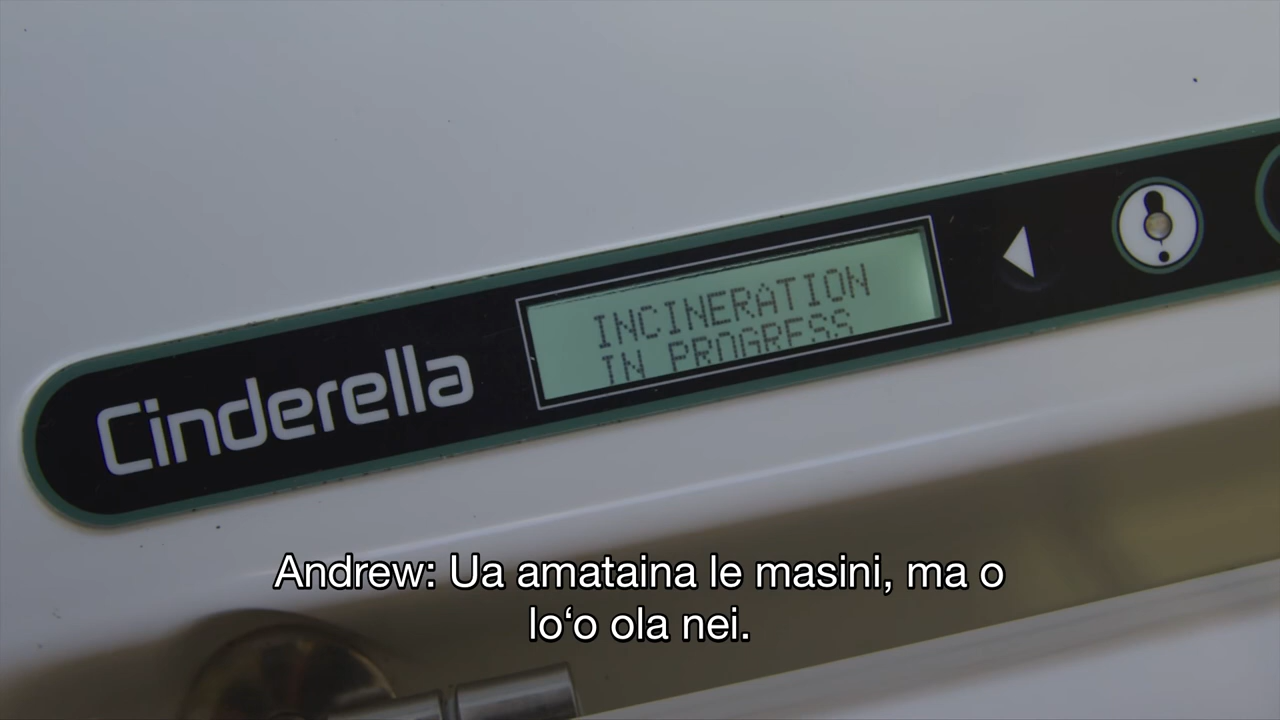 Cinderella
INCINERATION
IN PROGRESS
Andrew: Ua amataina le masini, ma o
lo‘o ola nei.